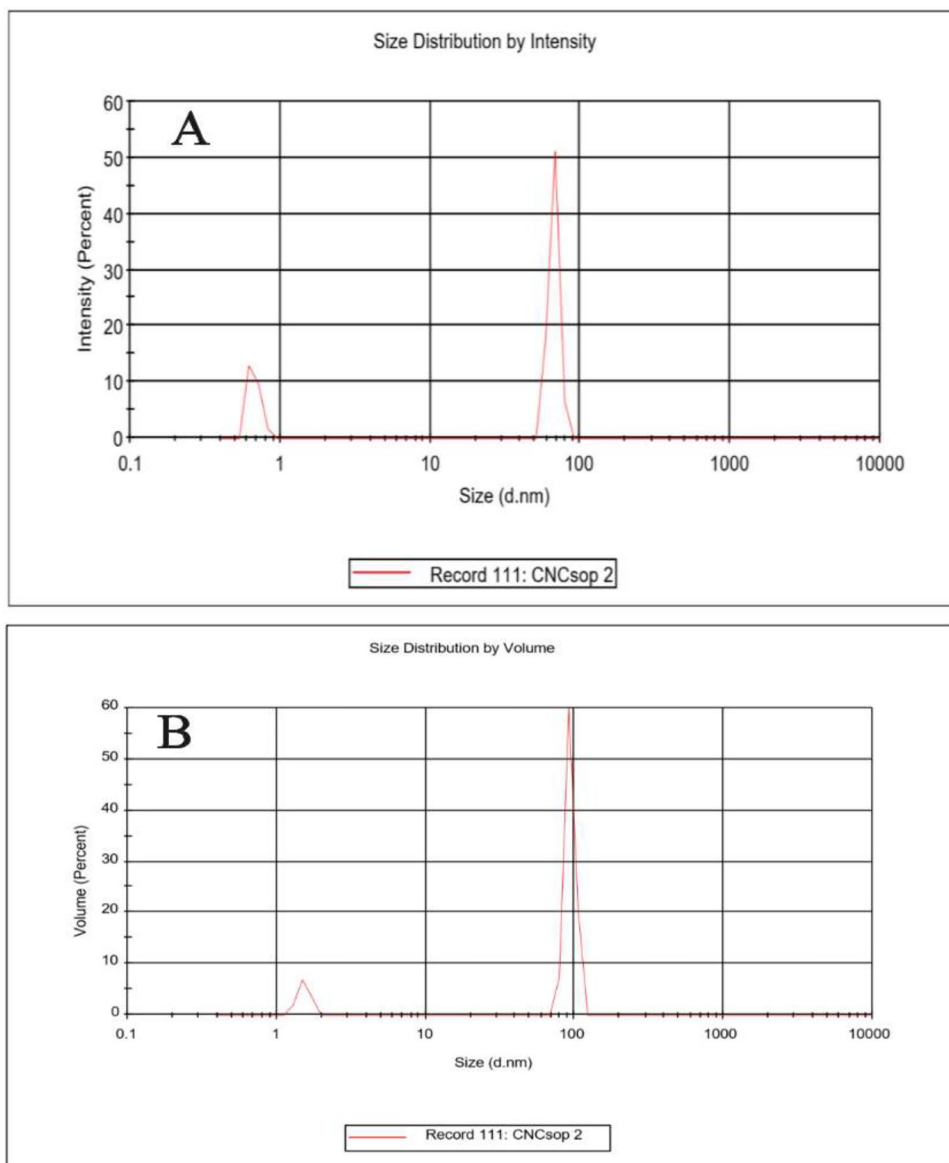 Size Distribution by Intensity
A
Intensity (Percent)
60
50
40
30
20
10
0
0.1 1 10 100 1000 10000
Size (d.nm)
Record 111: CNCsop 2
Size Distribution by Volume
B
Volume (Percent)
60
50
40
30
20
10
0
0.1 1 10 100 1000 10000
Size (d.nm)
Record 111: CNCsop 2